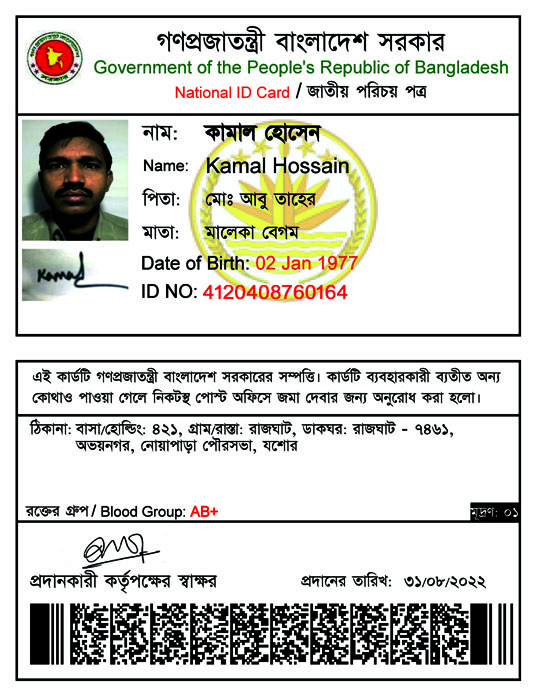 গণপ্রজাতন্ত্রী বাংলাদেশ সরকার
Government of the People's Republic of Bangladesh
National ID Card / জাতীয় পরিচয় পত্র
নাম: কামাল হোসেন
Name: Kamal Hossain
পিতা: মোঃ আবু তাহের
মাতা: মালেকা বেগম
Date of Birth: 02 Jan 1977
Kamal
ID NO: 4120408760164
এই কার্ডটি গণপ্রজাতন্ত্রী বাংলাদেশ সরকারের সম্পত্তি। কার্ডটি ব্যবহারকারী ব্যতীত অন্য
কোথাও পাওয়া গেলে নিকটস্থ পোস্ট অফিসে জমা দেবার জন্য অনুরোধ করা হলো।
ঠিকানা: বাসা/হোল্ডিং: ৪২১, গ্রাম/রাস্তা: রাজঘাট, ডাকঘর: রাজঘাট - ৭৪৬১,
অভয়নগর, নোয়াপাড়া পৌরসভা, যশোর
রক্তের গ্রুপ / Blood Group: AB+ মূদ্রণ: ০১
প্রদানকারী কর্তৃপক্ষের স্বাক্ষর প্রদানের তারিখ: ৩১/০৮/২০২২